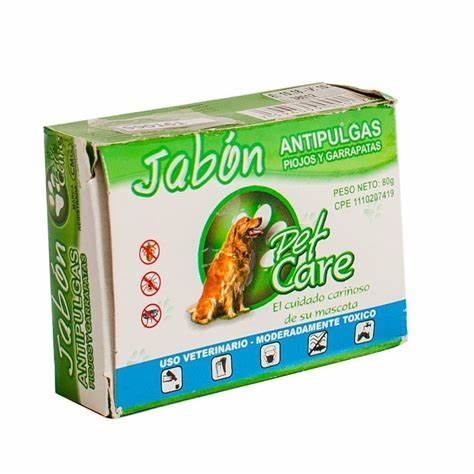 Jabón
ANTIPULGAS
PIOJOS Y GARRAPATAS
PESO NETO: 80g
CPE 1110207419
Pet
Care
El cuidado cariñoso
de su mascota
USO VETERINARIO - MODERADAMENTE TOXICO
Jabón
ANTIPULGAS
PIOJOS Y GARRAPATAS